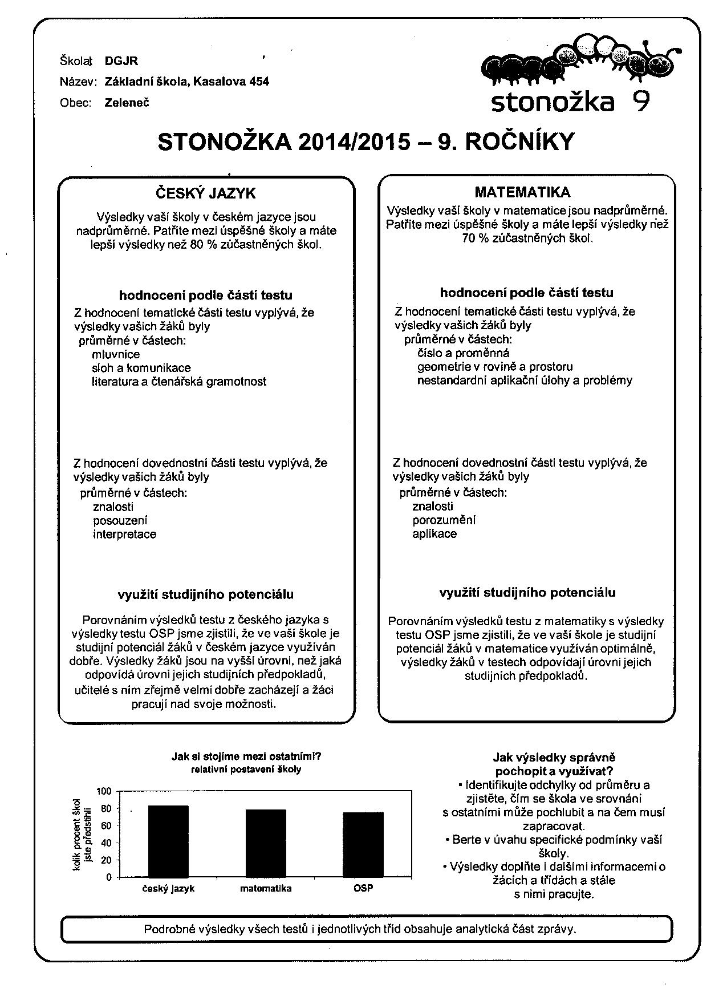 Škola: DGJR
Název: Základní škola, Kasalova 454
Obec: Zeleneč
stonožka 9
STONOŽKA 2014/2015 – 9. ROČNÍKY
ČESKÝ JAZYK
Výsledky vaší školy v českém jazyce jsou
nadprůměrné. Patříte mezi úspěšné školy a máte
lepší výsledky než 80 % zúčastněných škol.
hodnocení podle částí testu
Z hodnocení tematické části testu vyplývá, že
výsledky vašich žáků byly
průměrné v částech:
mluvnice
sloh a komunikace
literatura a čtenářská gramotnost
Z hodnocení dovednostní části testu vyplývá, že
výsledky vašich žáků byly
průměrné v částech:
znalosti
posouzení
interpretace
využití studijního potenciálu
Porovnáním výsledků testu z českého jazyka s
výsledky testu OSP jsme zjistili, že ve vaší škole je
studijní potenciál žáků v českém jazyce využíván
dobře. Výsledky žáků jsou na vyšší úrovni, než jaká
odpovídá úrovni jejich studijních předpokladů,
učitelé s ním zřejmě velmi dobře zacházejí a žáci
pracují nad svoje možnosti.
MATEMATIKA
Výsledky vaší školy v matematice jsou nadprůměrné.
Patříte mezi úspěšné školy a máte lepší výsledky než
70 % zúčastněných škol.
hodnocení podle částí testu
Z hodnocení tematické části testu vyplývá, že
výsledky vašich žáků byly
průměrné v částech:
číslo a proměnná
geometrie v rovině a prostoru
nestandardní aplikační úlohy a problémy
Z hodnocení dovednostní části testu vyplývá, že
výsledky vašich žáků byly
průměrné v částech:
znalosti
porozumění
aplikace
využití studijního potenciálu
Porovnáním výsledků testu z matematiky s výsledky
testu OSP jsme zjistili, že ve vaší škole je studijní
potenciál žáků v matematice využíván optimálně,
výsledky žáků v testech odpovídají úrovni jejich
studijních předpokladů.
Jak si stojíme mezi ostatními?
relativní postavení školy
kolik procent škol
jste předstihli
100
80
60
40
20
0
český jazyk matematika OSP
Jak výsledky správně
pochopit a využívat?
▪ Identifikujte odchylky od průměru a
zjistěte, čím se škola ve srovnání
s ostatními může pochlubit a na čem musí
zapracovat.
• Berte v úvahu specifické podmínky vaší
školy.
• Výsledky doplňte i dalšími informacemi o
žácích a třídách a stále
s nimi pracujte.
Podrobné výsledky všech testů i jednotlivých tříd obsahuje analytická část zprávy.